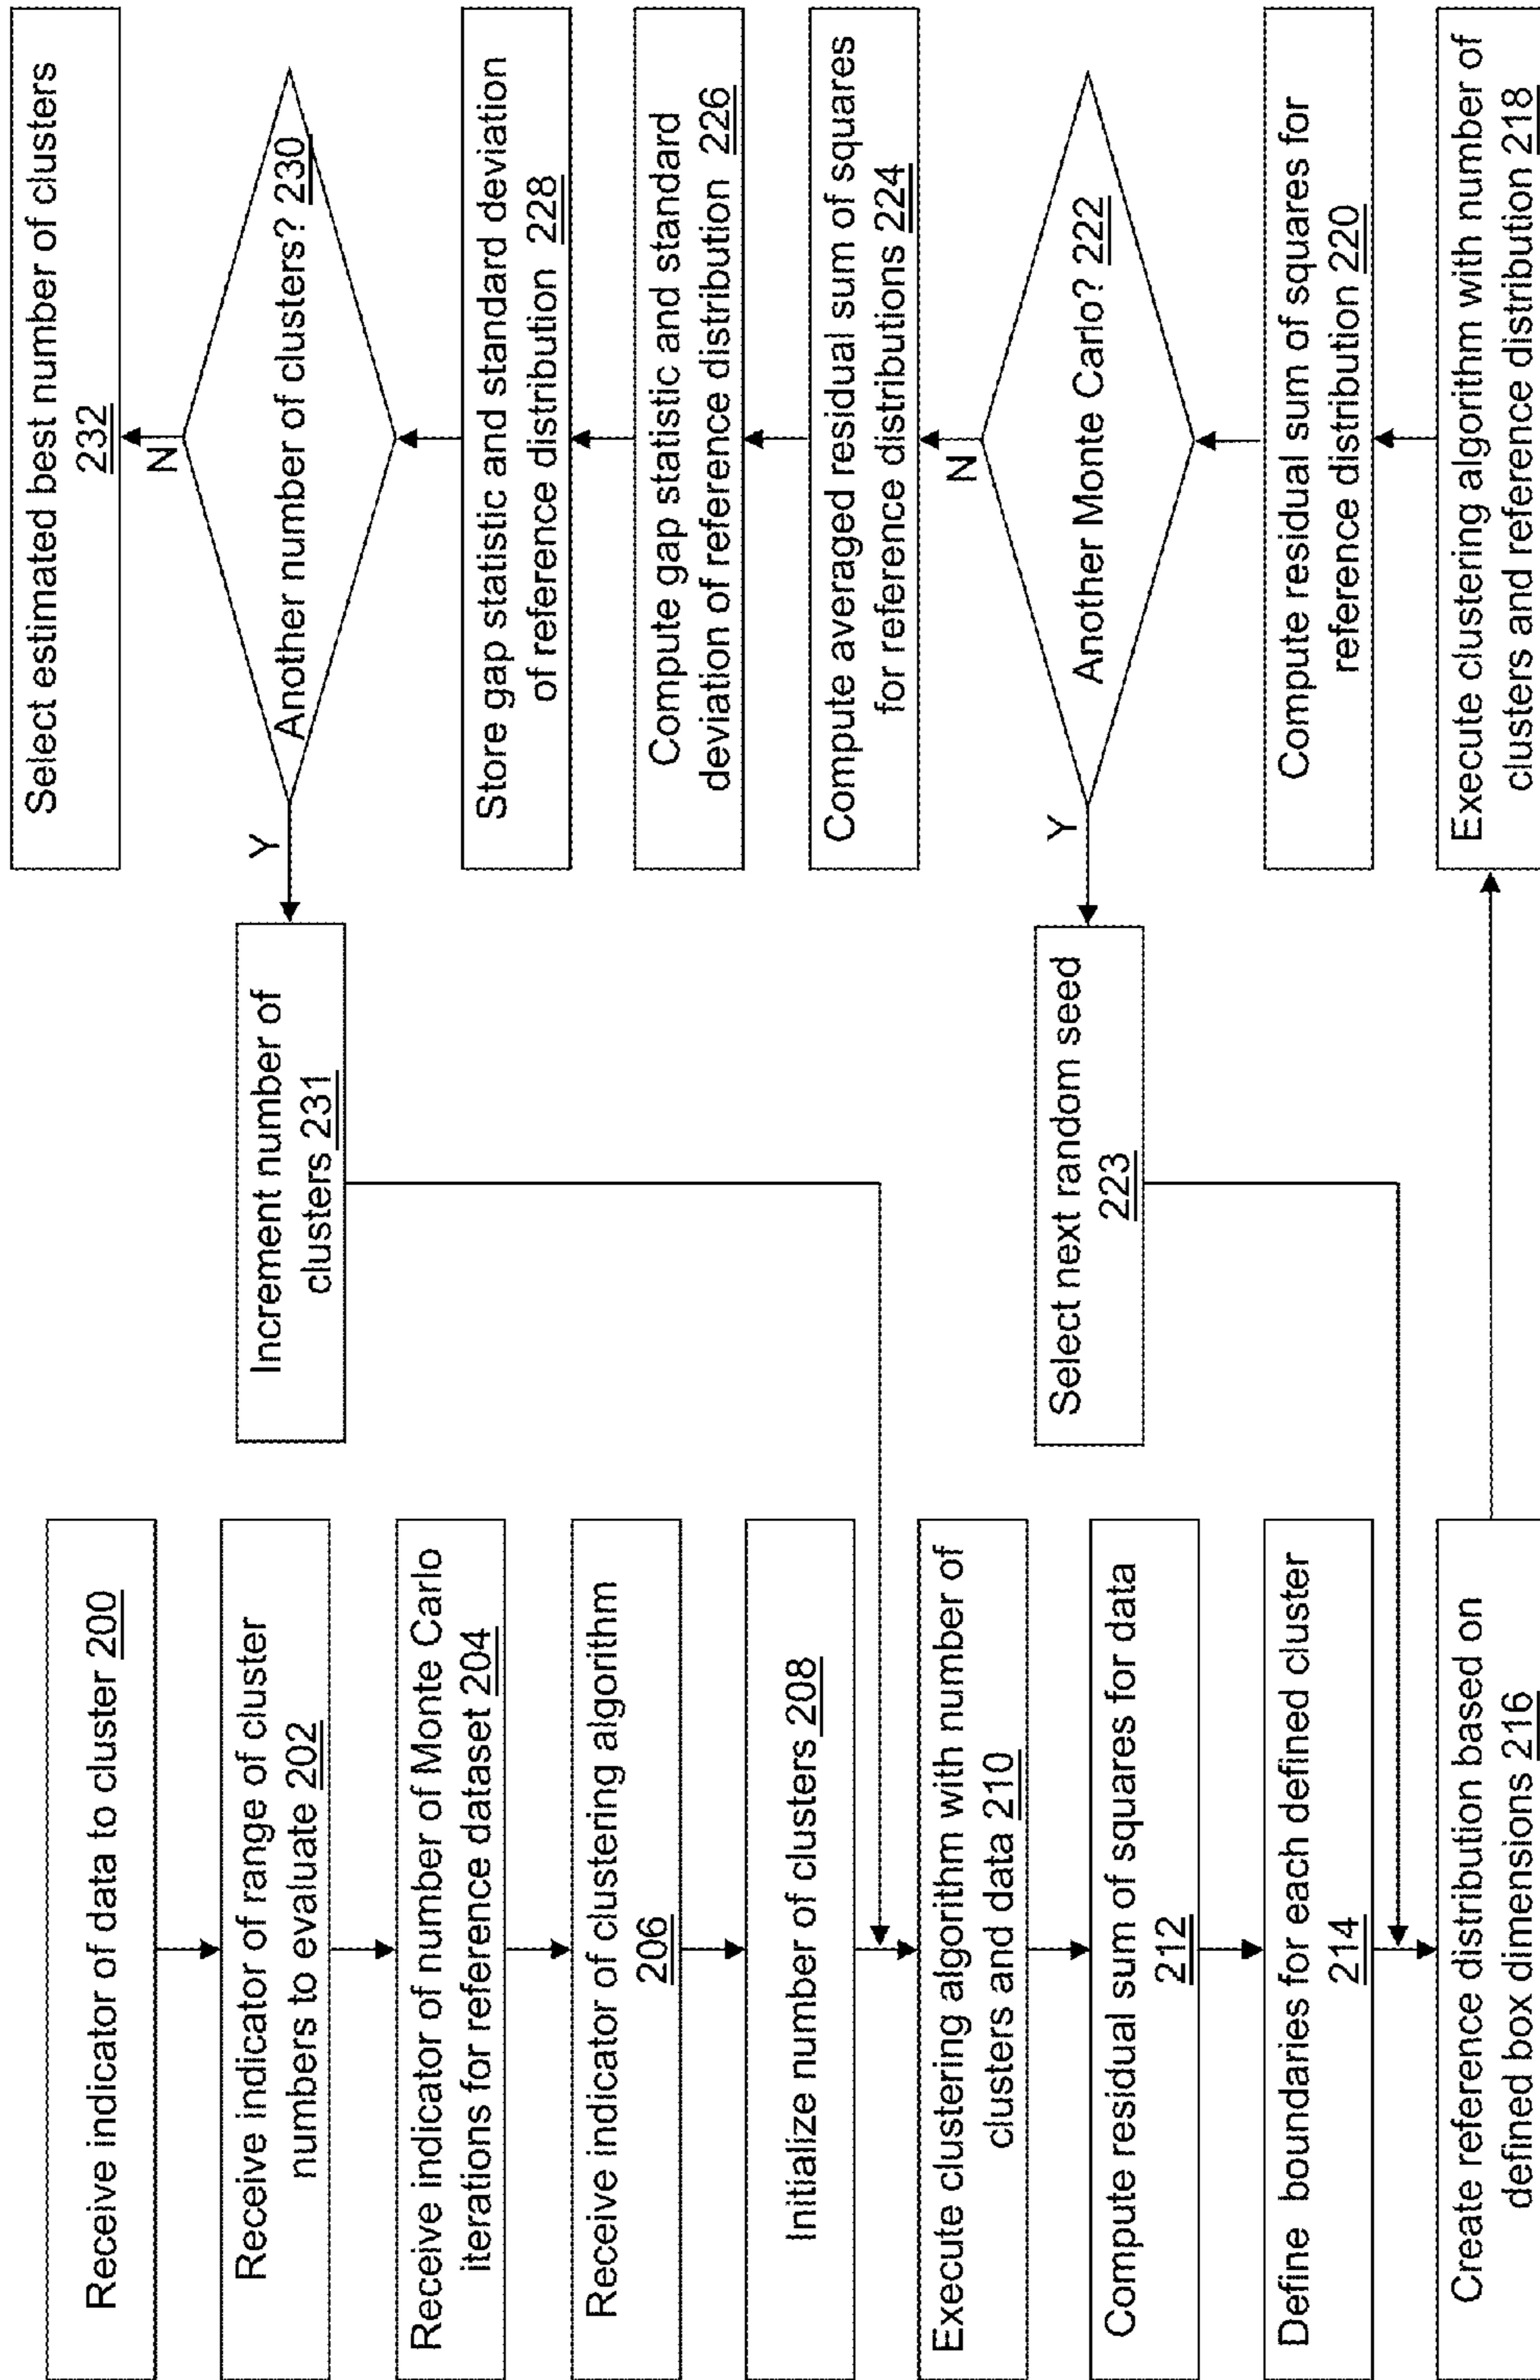 Receive indicator of data to cluster 200
Receive indicator of range of cluster
numbers to evaluate 202
Receive indicator of number of Monte Carlo
iterations for reference dataset 204
Receive indicator of clustering algorithm
206
Initialize number of clusters 208
Execute clustering algorithm with number of
clusters and data 210
Compute residual sum of squares for data
212
Define boundaries for each defined cluster
214
Create reference distribution based on
defined box dimensions 216
Increment number of
clusters 231
Select next random seed
223
Select estimated best number of clusters
232
N
Another number of clusters? 230
Y
Store gap statistic and standard deviation
of reference distribution 228
Compute gap statistic and standard
deviation of reference distribution 226
Compute averaged residual sum of squares
for reference distributions 224
N
Another Monte Carlo? 222
Y
Compute residual sum of squares for
reference distribution 220
Execute clustering algorithm with number of
clusters and reference distribution 218